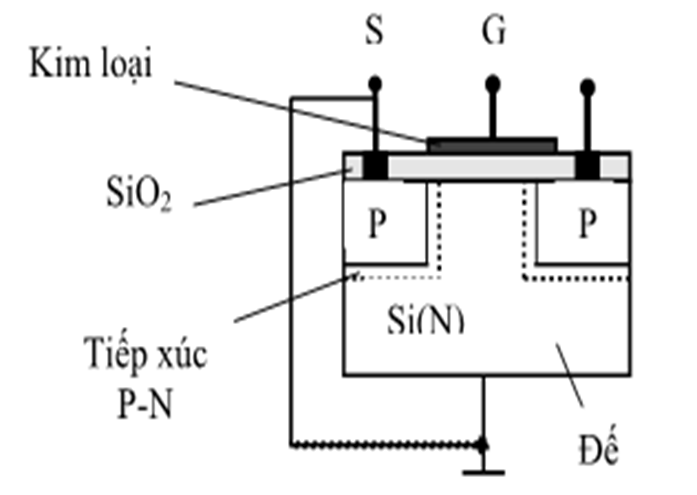 S G
Kim loại
SiO₂
P P
Si(N)
Tiếp xúc
P-N
Đế